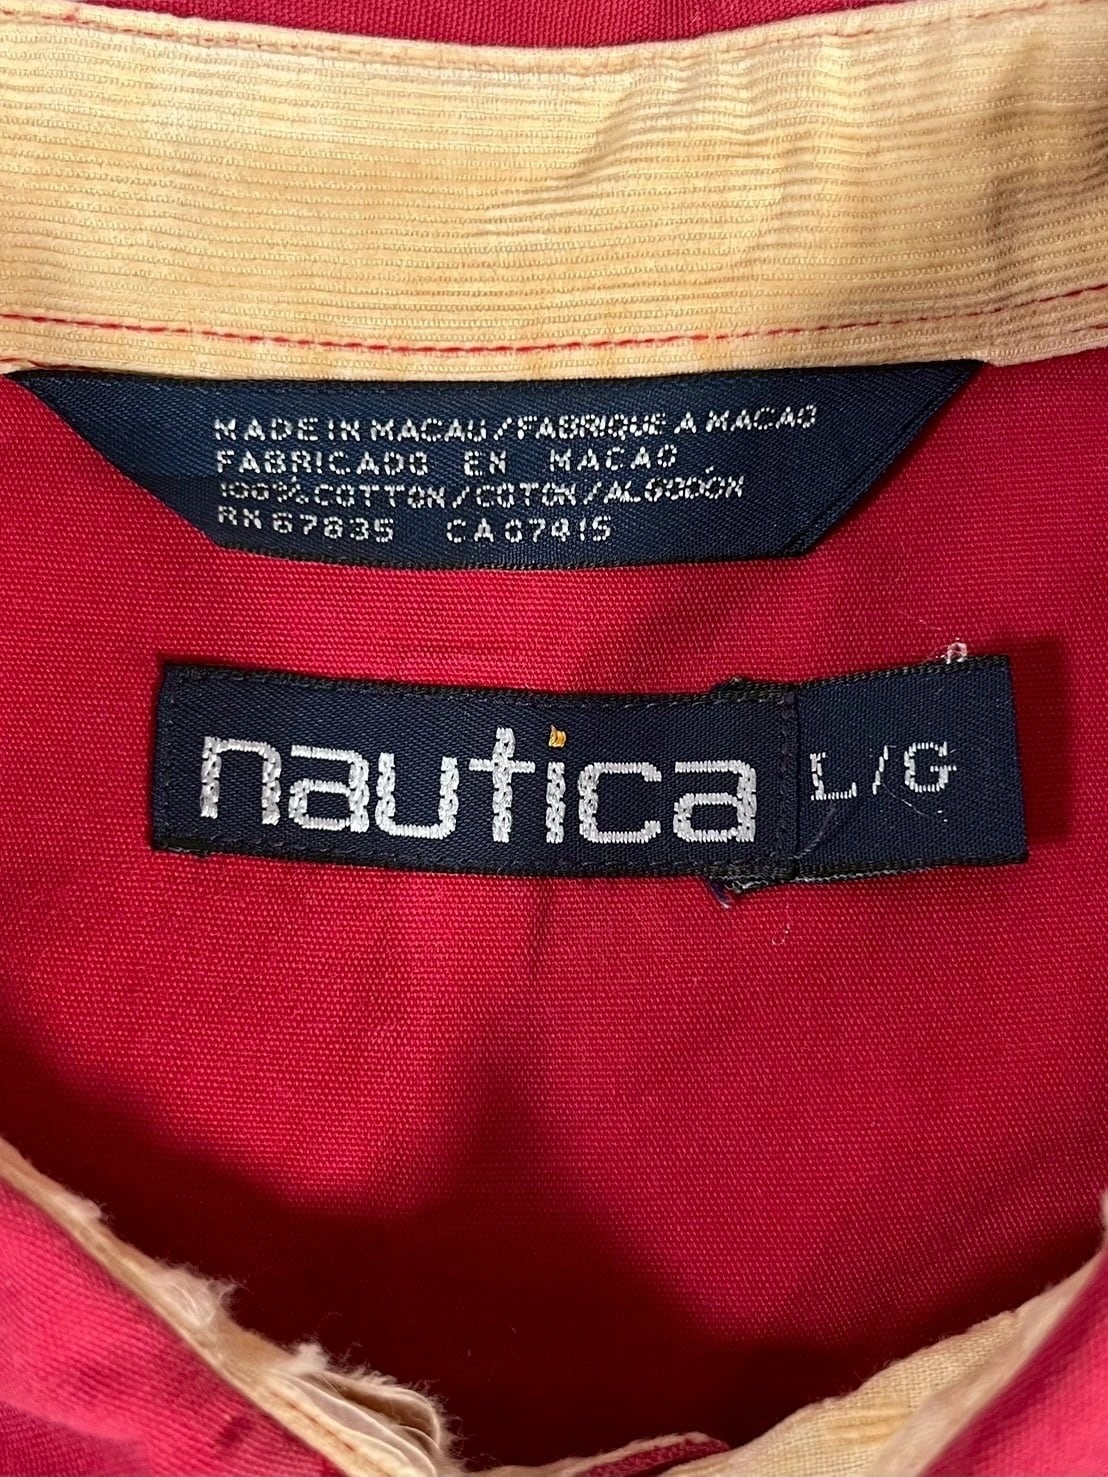 MADE IN MACAU/FABRIQUE A MACAO
FABRICADO EN MACAO
100% COTTON/COTON/ALGODÓN
RN 67835 CA 07415
nautica L/G